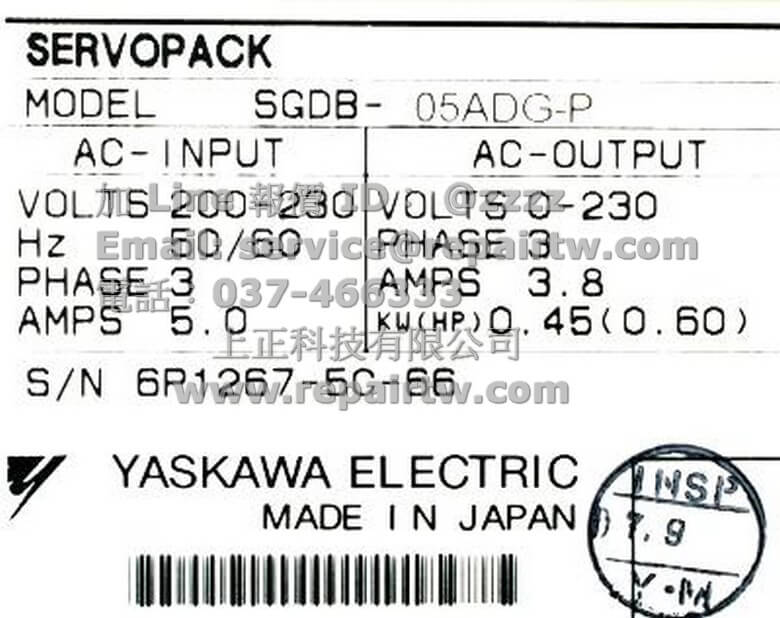 SERVOPACK
MODEL SGDB- 05ADG-P
AC-INPUT AC-OUTPUT
加 Line 報價 ID： @zzzz
VOLTS 200-230 VOLTS 0-230
Email: service@repairtw.com
Hz 50/60 PHASE 3
電話：037-466333
PHASE 3 AMPS 3.8
AMPS 5.0 KW(HP) 0.45(0.60)
上正科技有限公司
S/N 6R1267-5C-66
www.repairtw.com
YASKAWA ELECTRIC
MADE IN JAPAN
INSP
7.9